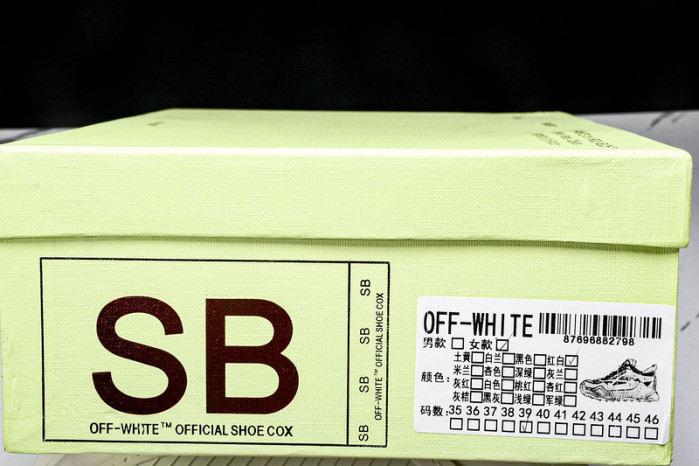 SB
OFF-WHITE™ OFFICIAL SHOE COX
SB
SB
SB
OFF-WHITE™ OFFICIAL SHOE COX
SB
OFF-WHITE
87696882798
男款 女款
土黄 白兰 黑色 红白
米兰 杏色 深绿 灰兰
颜色:
灰红 白色 桃红 杏红
灰桔 黑灰 浅绿 军绿
码数: 35 36 37 38 39 40 41 42 43 44 45 46